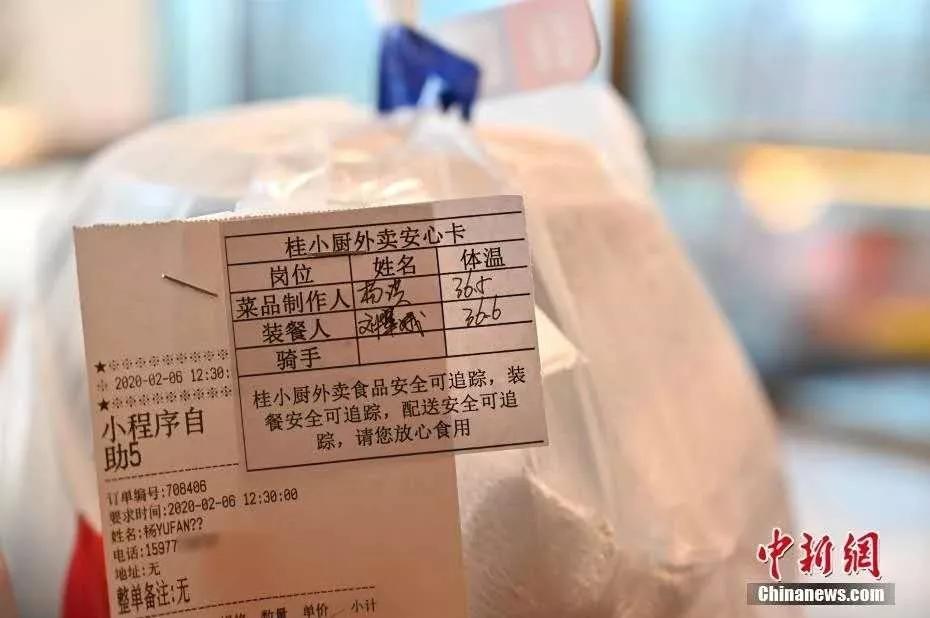 桂小厨外卖安心卡
岗位 姓名 体温
菜品制作人 36.5
装餐人 36.6
骑手
桂小厨外卖食品安全可追踪，装
餐安全可追踪，配送安全可追
踪，请您放心食用
2020-02-06 12:30:
小程序自
助5
订单编号:708406
要求时间:2020-02-06 12:30:00
姓名:杨YUFAN??
电话:15977
地址:无
整单备注:无
数量 单价 小计
中新網
Chinanews.com